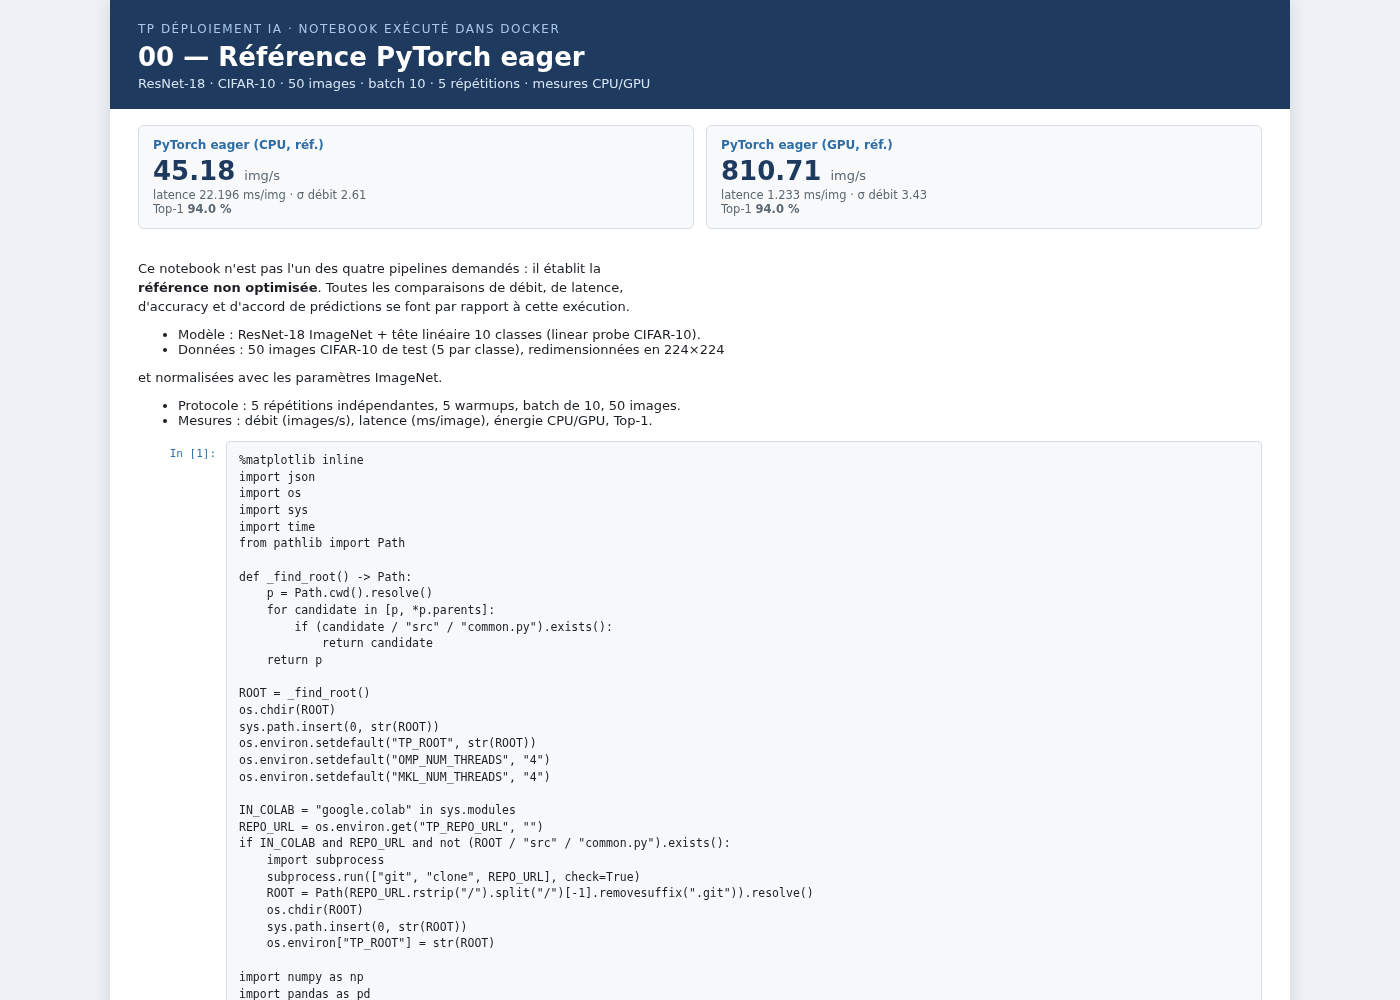 TP DÉPLOIEMENT IA · NOTEBOOK EXÉCUTÉ DANS DOCKER
00 — Référence PyTorch eager
ResNet-18 · CIFAR-10 · 50 images · batch 10 · 5 répétitions · mesures CPU/GPU
PyTorch eager (CPU, réf.)
45.18 img/s
latence 22.196 ms/img · σ débit 2.61
Top-1 94.0 %
PyTorch eager (GPU, réf.)
810.71 img/s
latence 1.233 ms/img · σ débit 3.43
Top-1 94.0 %
Ce notebook n'est pas l'un des quatre pipelines demandés : il établit la
référence non optimisée. Toutes les comparaisons de débit, de latence,
d'accuracy et d'accord de prédictions se font par rapport à cette exécution.
• Modèle : ResNet-18 ImageNet + tête linéaire 10 classes (linear probe CIFAR-10).
• Données : 50 images CIFAR-10 de test (5 par classe), redimensionnées en 224×224
et normalisées avec les paramètres ImageNet.
• Protocole : 5 répétitions indépendantes, 5 warmups, batch de 10, 50 images.
• Mesures : débit (images/s), latence (ms/image), énergie CPU/GPU, Top-1.
In [1]:
%matplotlib inline
import json
import os
import sys
import time
from pathlib import Path

def _find_root() -> Path:
    p = Path.cwd().resolve()
    for candidate in [p, *p.parents]:
        if (candidate / "src" / "common.py").exists():
            return candidate
    return p

ROOT = _find_root()
os.chdir(ROOT)
sys.path.insert(0, str(ROOT))
os.environ.setdefault("TP_ROOT", str(ROOT))
os.environ.setdefault("OMP_NUM_THREADS", "4")
os.environ.setdefault("MKL_NUM_THREADS", "4")

IN_COLAB = "google.colab" in sys.modules
REPO_URL = os.environ.get("TP_REPO_URL", "")
if IN_COLAB and REPO_URL and not (ROOT / "src" / "common.py").exists():
    import subprocess
    subprocess.run(["git", "clone", REPO_URL], check=True)
    ROOT = Path(REPO_URL.rstrip("/").split("/")[-1].removesuffix(".git")).resolve()
    os.chdir(ROOT)
    sys.path.insert(0, str(ROOT))
    os.environ["TP_ROOT"] = str(ROOT)

import numpy as np
import pandas as pd